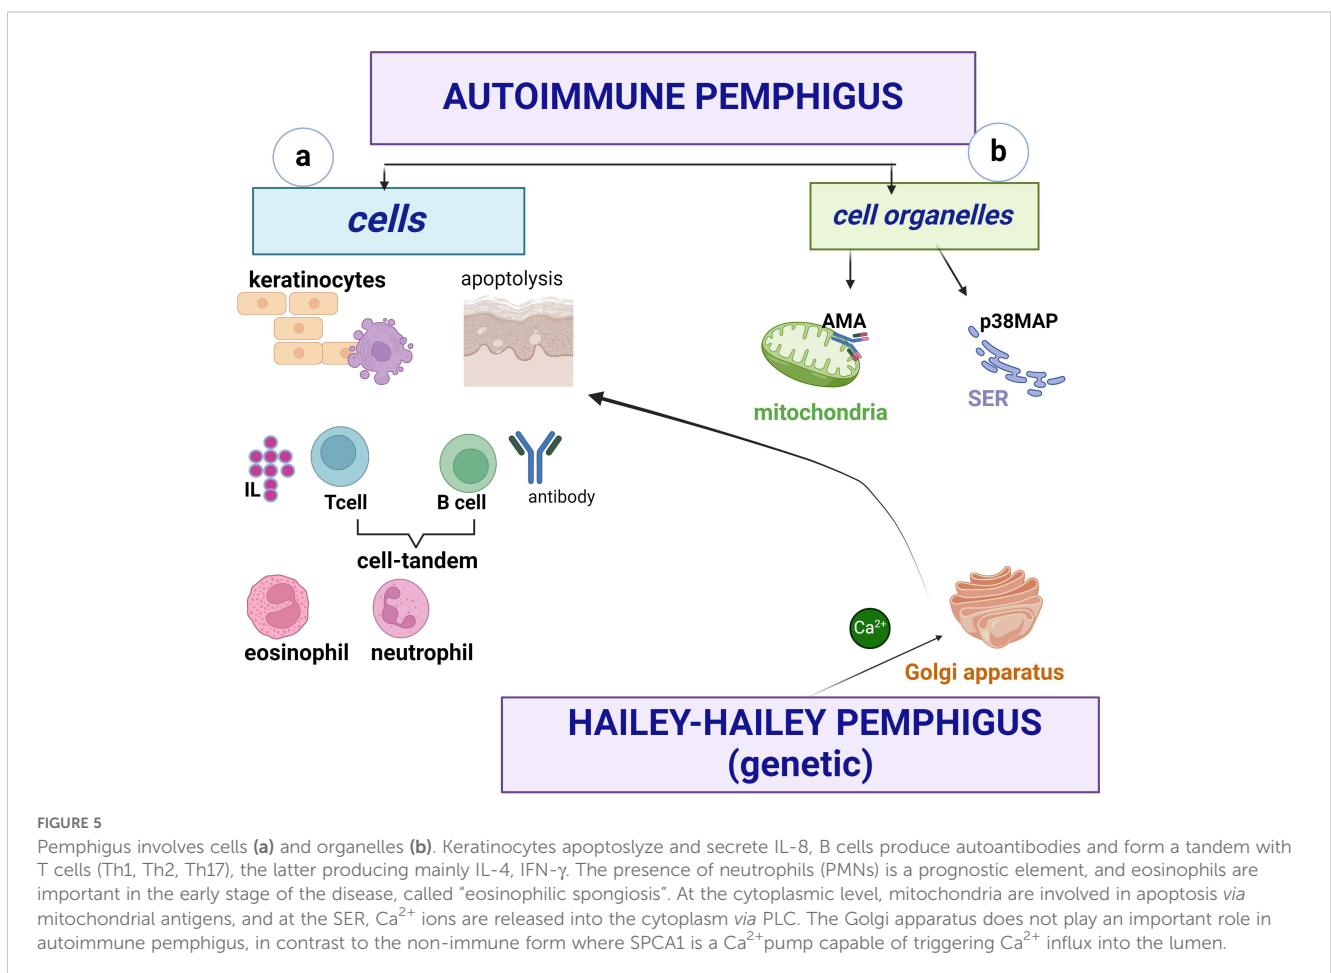 AUTOIMMUNE PEMPHIGUS
a
b
cells
cell organelles
keratinocytes
apoptolysis
AMA
p38MAP
mitochondria
SER
IL
Tcell
B cell
antibody
cell-tandem
eosinophil
neutrophil
Ca2+
Golgi apparatus
HAILEY-HAILEY PEMPHIGUS
(genetic)
FIGURE 5
Pemphigus involves cells (a) and organelles (b). Keratinocytes apoptoslyze and secrete IL-8, B cells produce autoantibodies and form a tandem with
T cells (Th1, Th2, Th17), the latter producing mainly IL-4, IFN-γ. The presence of neutrophils (PMNs) is a prognostic element, and eosinophils are
important in the early stage of the disease, called “eosinophilic spongiosis”. At the cytoplasmic level, mitochondria are involved in apoptosis via
mitochondrial antigens, and at the SER, Ca2+ ions are released into the cytoplasm via PLC. The Golgi apparatus does not play an important role in
autoimmune pemphigus, in contrast to the non-immune form where SPCA1 is a Ca2+pump capable of triggering Ca2+ influx into the lumen.